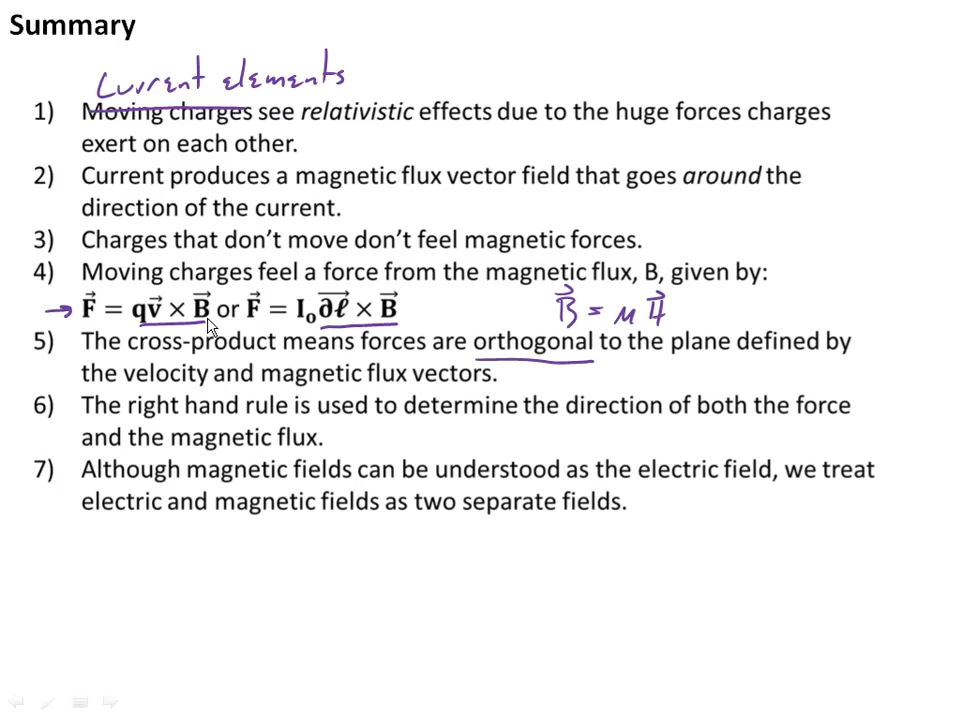 Summary
Current elements
1) Moving charges see relativistic effects due to the huge forces charges
exert on each other.
2) Current produces a magnetic flux vector field that goes around the
direction of the current.
3) Charges that don’t move don’t feel magnetic forces.
4) Moving charges feel a force from the magnetic flux, B, given by:
→ F⃗ = qv⃗ × B⃗ or F⃗ = I₀∂ℓ⃗ × B⃗ B⃗ = μH⃗
5) The cross-product means forces are orthogonal to the plane defined by
the velocity and magnetic flux vectors.
6) The right hand rule is used to determine the direction of both the force
and the magnetic flux.
7) Although magnetic fields can be understood as the electric field, we treat
electric and magnetic fields as two separate fields.